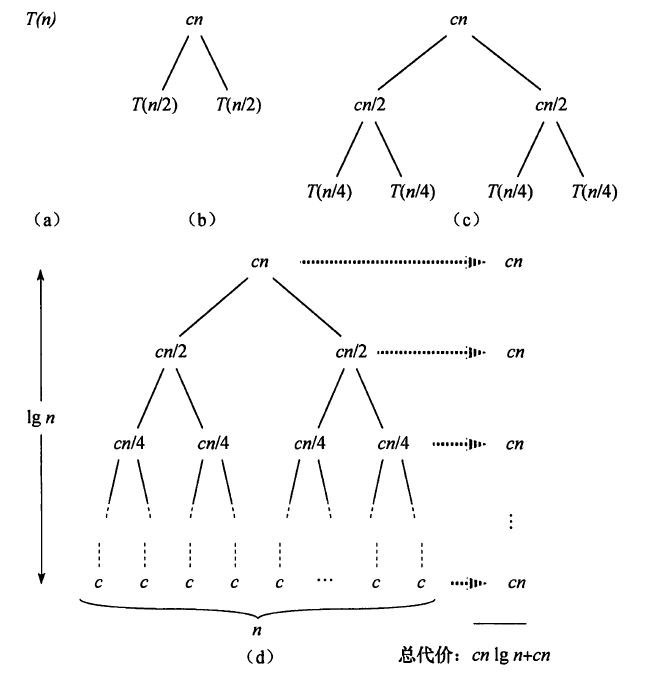 T(n) cn cn
T(n/2) T(n/2) cn/2 cn/2
T(n/4) T(n/4) T(n/4) T(n/4)
(a) (b) (c)
cn cn
cn/2 cn/2 cn
lg n
cn/4 cn/4 cn/4 cn/4 cn
⋮
c c c c c … c c cn
n
(d) 总代价：cn lg n+cn